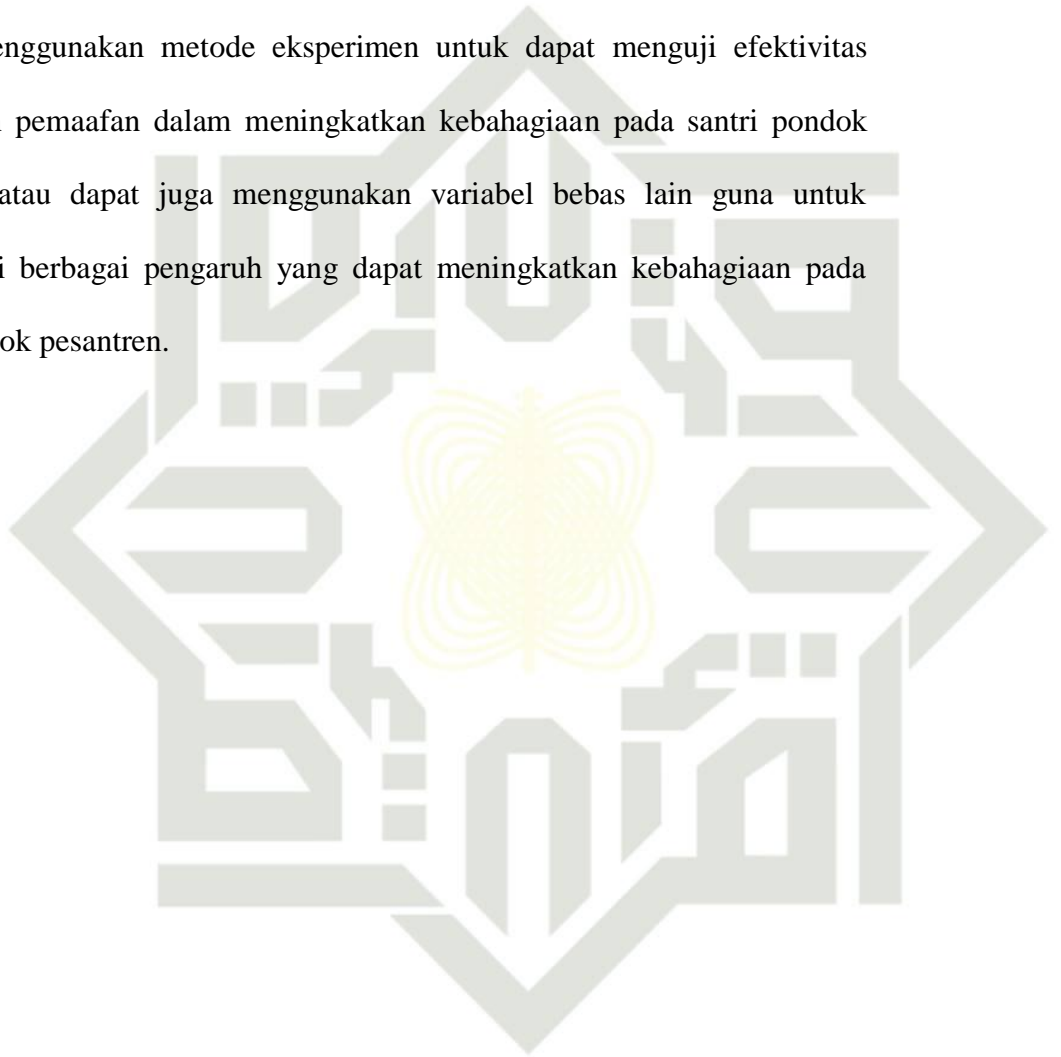 enggunakan metode eksperimen untuk dapat menguji efektivitas
pemaafan dalam meningkatkan kebahagiaan pada santri pondok
atau dapat juga menggunakan variabel bebas lain guna untuk
i berbagai pengaruh yang dapat meningkatkan kebahagiaan pada
ok pesantren.